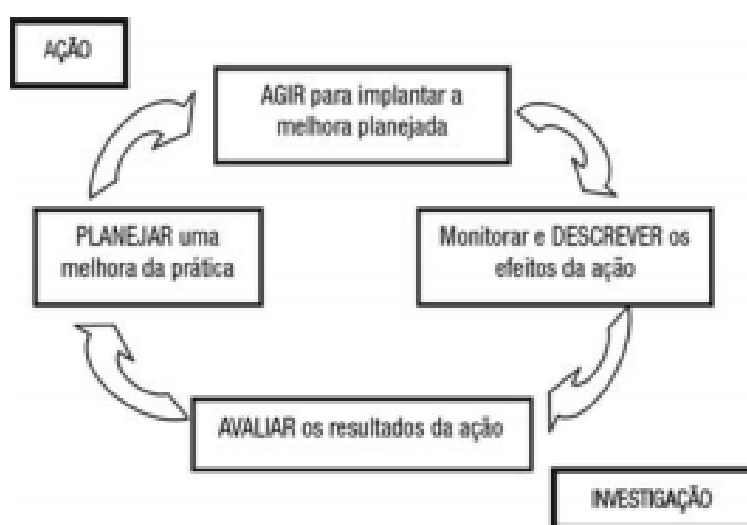 AÇÃO
AGIR para implantar a
melhora planejada
PLANEJAR uma
melhora da prática
Monitorar e DESCREVER os
efeitos da ação
AVALIAR os resultados da ação
INVESTIGAÇÃO